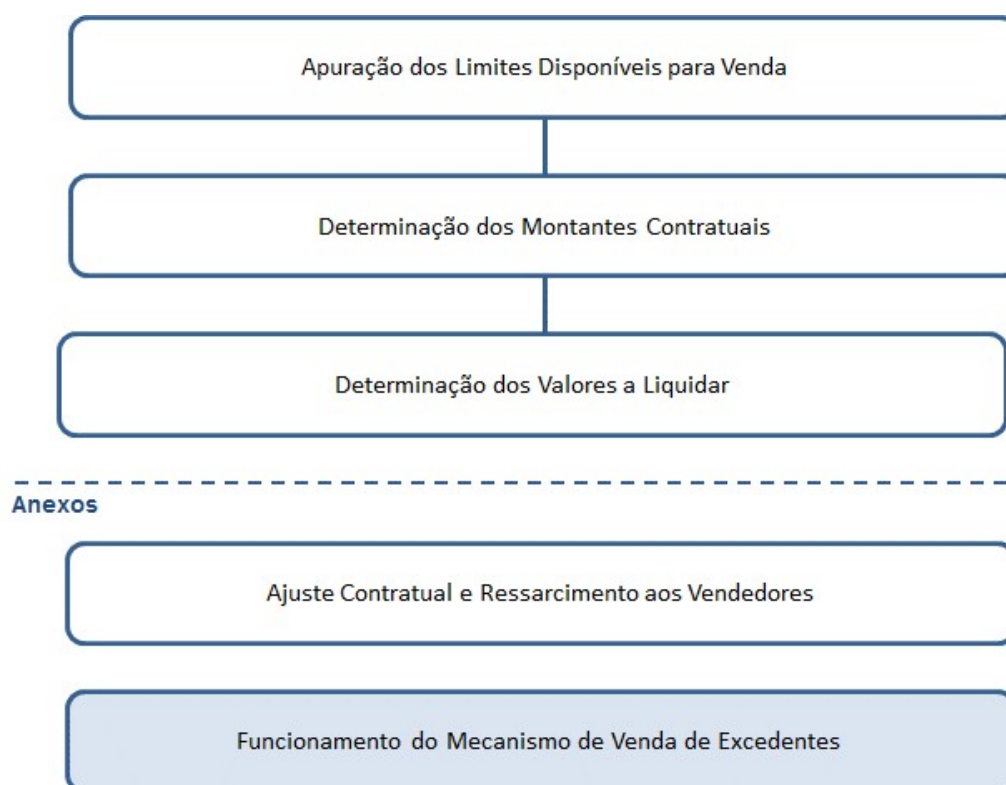 Apuração dos Limites Disponíveis para Venda
Determinação dos Montantes Contratuais
Determinação dos Valores a Liquidar
Anexos
Ajuste Contratual e Ressarcimento aos Vendedores
Funcionamento do Mecanismo de Venda de Excedentes